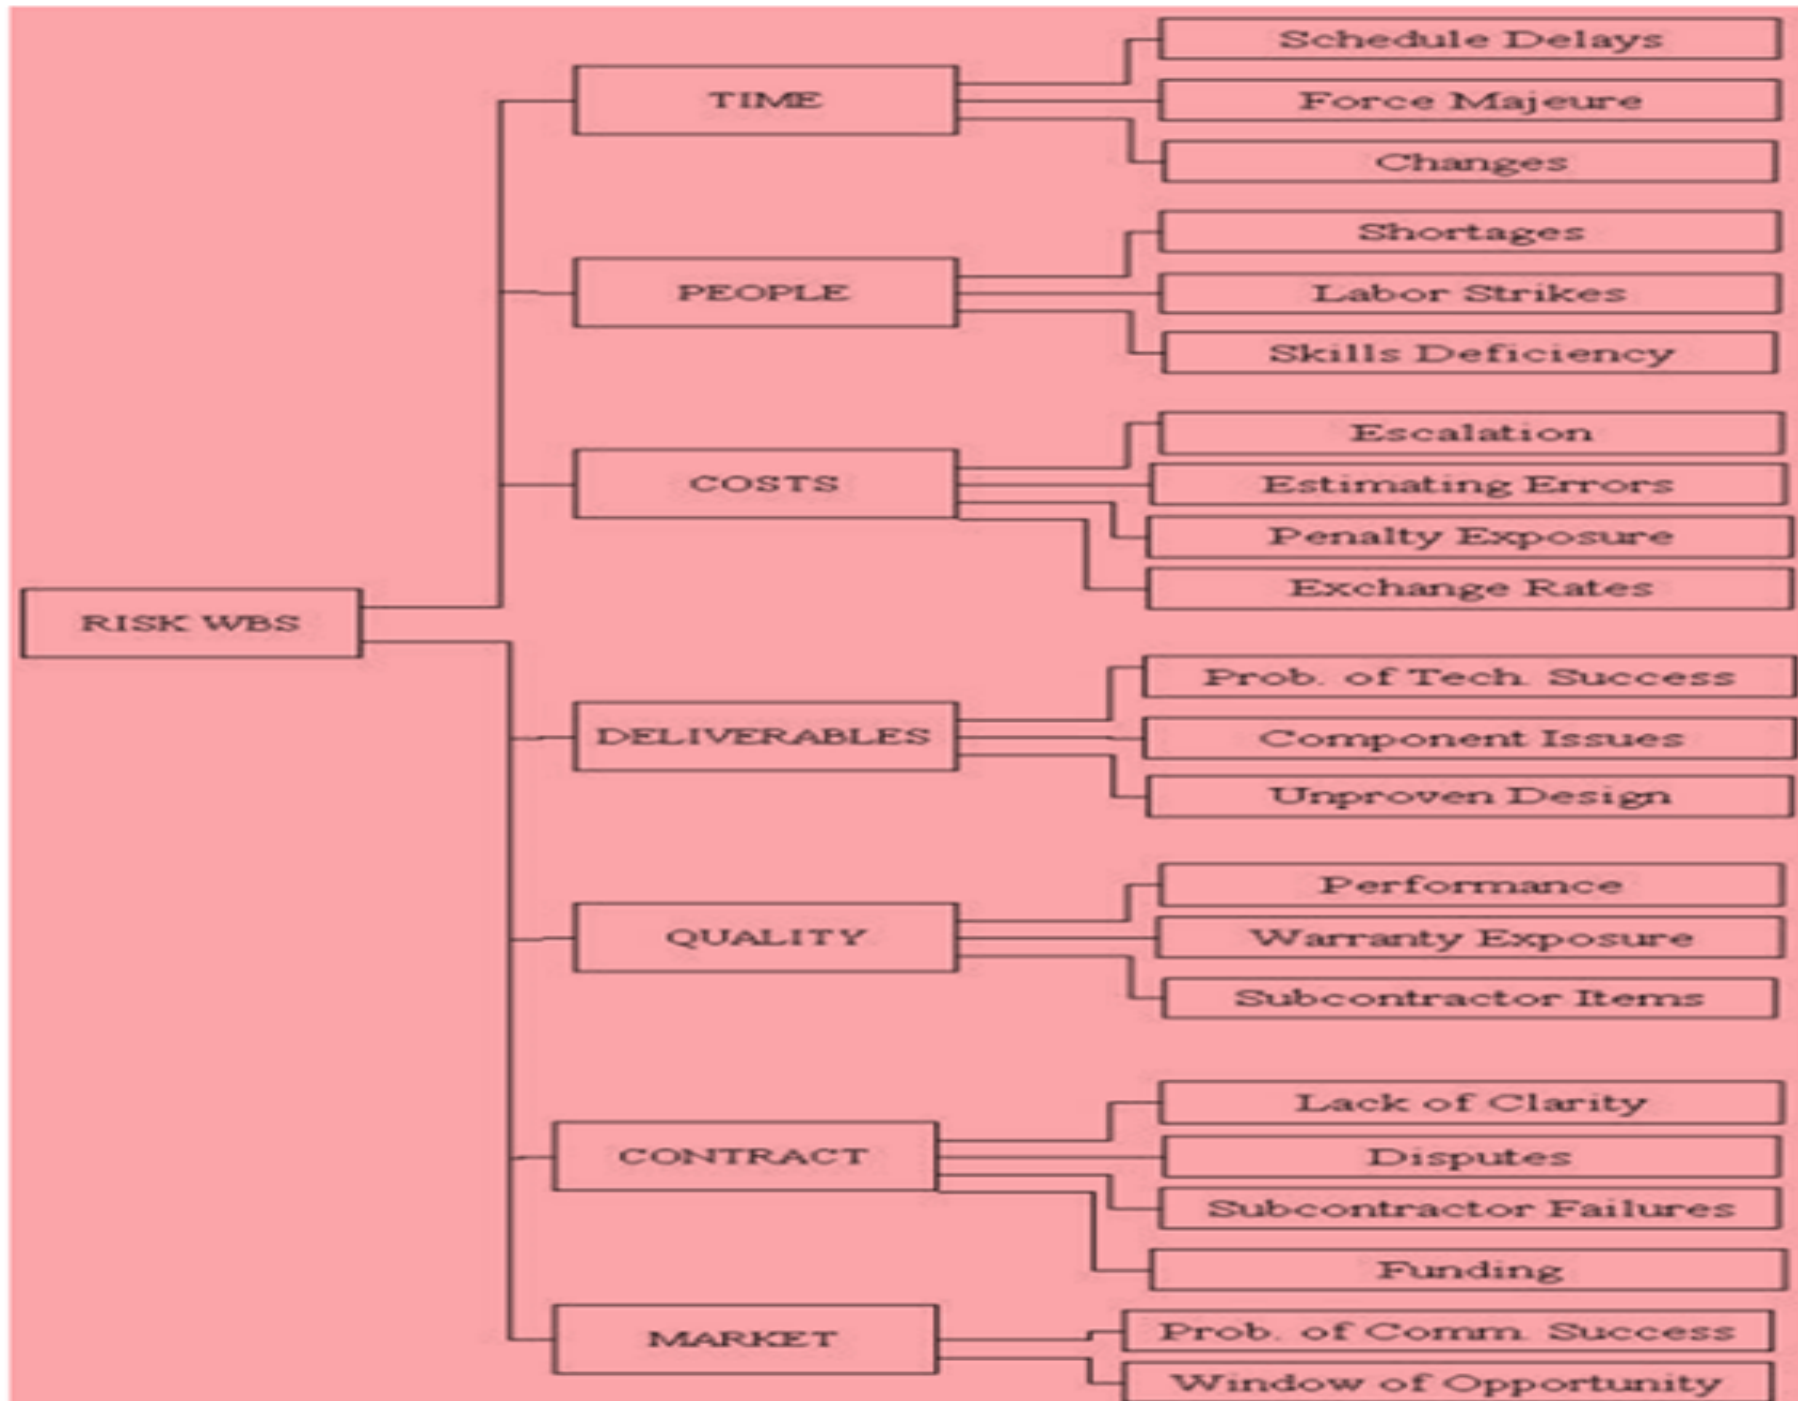 RISK WBS
TIME
Schedule Delays
Force Majeure
Changes
PEOPLE
Shortages
Labor Strikes
Skills Deficiency
COSTS
Escalation
Estimating Errors
Penalty Exposure
Exchange Rates
DELIVERABLES
Prob. of Tech. Success
Component Issues
Unproven Design
QUALITY
Performance
Warranty Exposure
Subcontractor Items
CONTRACT
Lack of Clarity
Disputes
Subcontractor Failures
Funding
MARKET
Prob. of Comm. Success
Window of Opportunity